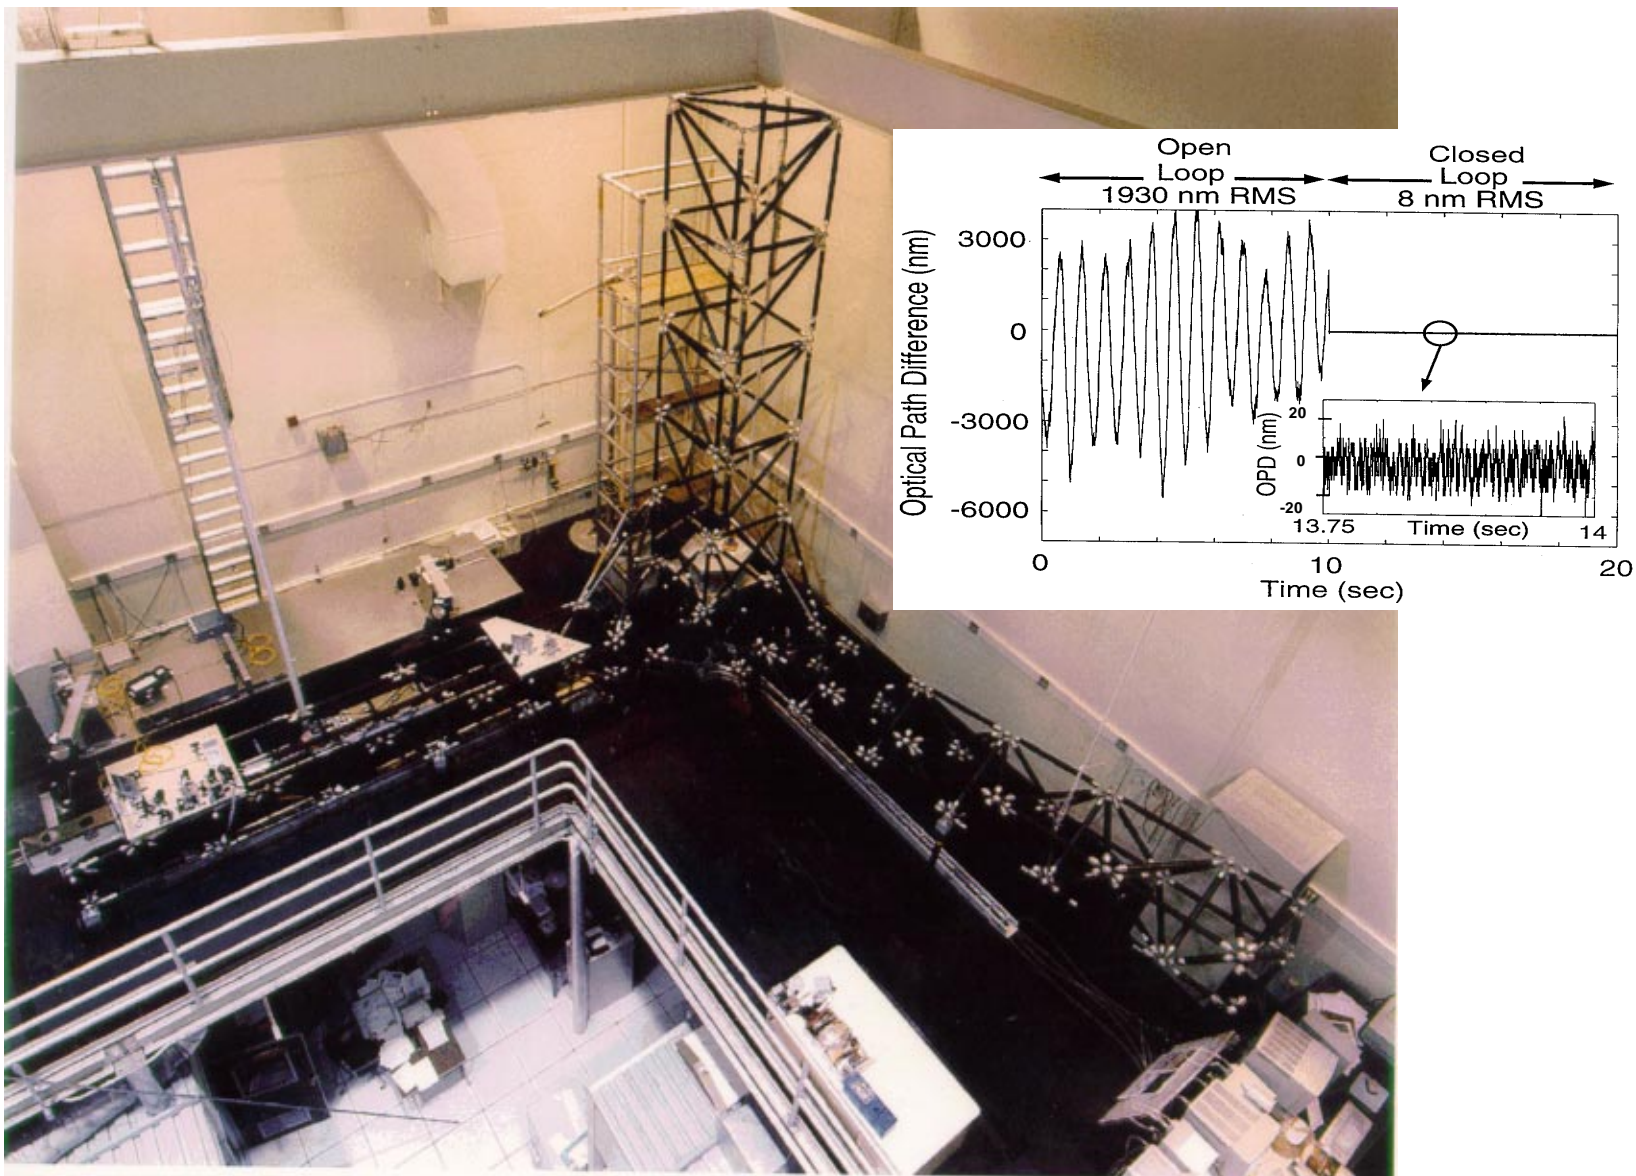 Open
Loop
1930 nm RMS
Closed
Loop
8 nm RMS
Optical Path Difference (nm)
3000
0
-3000
-6000
OPD (nm)
20
0
-20
13.75
Time (sec)
14
0
10
20
Time (sec)